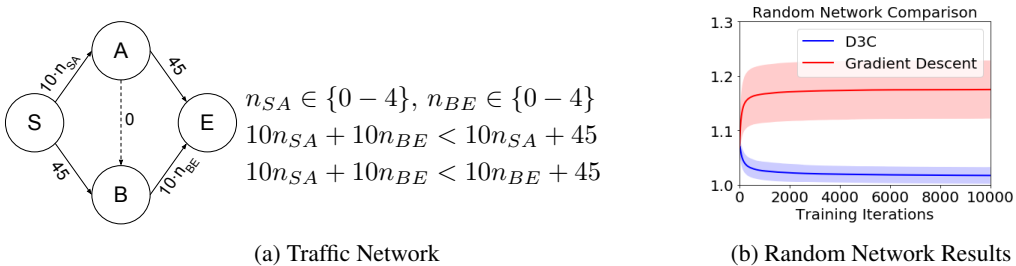 A
10·n_SA
45
S
0
E
45
10·n_BE
B
n_SA ∈ {0 − 4}, n_BE ∈ {0 − 4}
10n_SA + 10n_BE < 10n_SA + 45
10n_SA + 10n_BE < 10n_BE + 45
(a) Traffic Network
Random Network Comparison
1.3
D3C
Gradient Descent
1.2
1.1
1.0
0 2000 4000 6000 8000 10000
Training Iterations
(b) Random Network Results